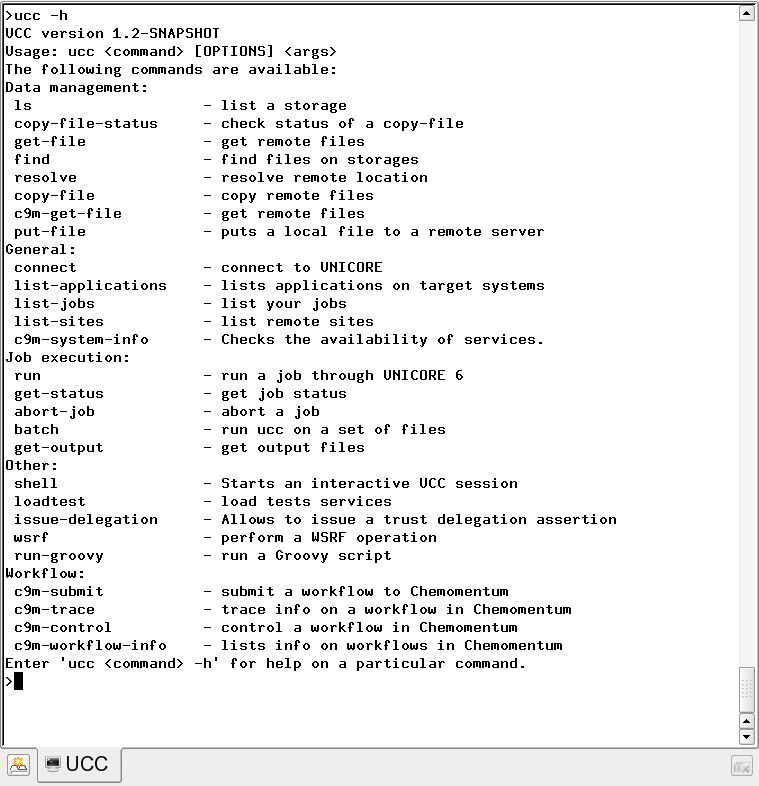 >ucc -h
UCC version 1.2-SNAPSHOT
Usage: ucc <command> [OPTIONS] <args>
The following commands are available:
Data management:
 ls                   - list a storage
 copy-file-status     - check status of a copy-file
 get-file             - get remote files
 find                 - find files on storages
 resolve              - resolve remote location
 copy-file            - copy remote files
 c9m-get-file         - get remote files
 put-file             - puts a local file to a remote server
General:
 connect              - connect to UNICORE
 list-applications    - lists applications on target systems
 list-jobs            - list your jobs
 list-sites           - list remote sites
 c9m-system-info      - Checks the availability of services.
Job execution:
 run                  - run a job through UNICORE 6
 get-status           - get job status
 abort-job            - abort a job
 batch                - run ucc on a set of files
 get-output           - get output files
Other:
 shell                - Starts an interactive UCC session
 loadtest             - load tests services
 issue-delegation     - Allows to issue a trust delegation assertion
 wsrf                 - perform a WSRF operation
 run-groovy           - run a Groovy script
Workflow:
 c9m-submit           - submit a workflow to Chemomentum
 c9m-trace            - trace info on a workflow in Chemomentum
 c9m-control          - control a workflow in Chemomentum
 c9m-workflow-info    - lists info on workflows in Chemomentum
Enter 'ucc <command> -h' for help on a particular command.
>
UCC